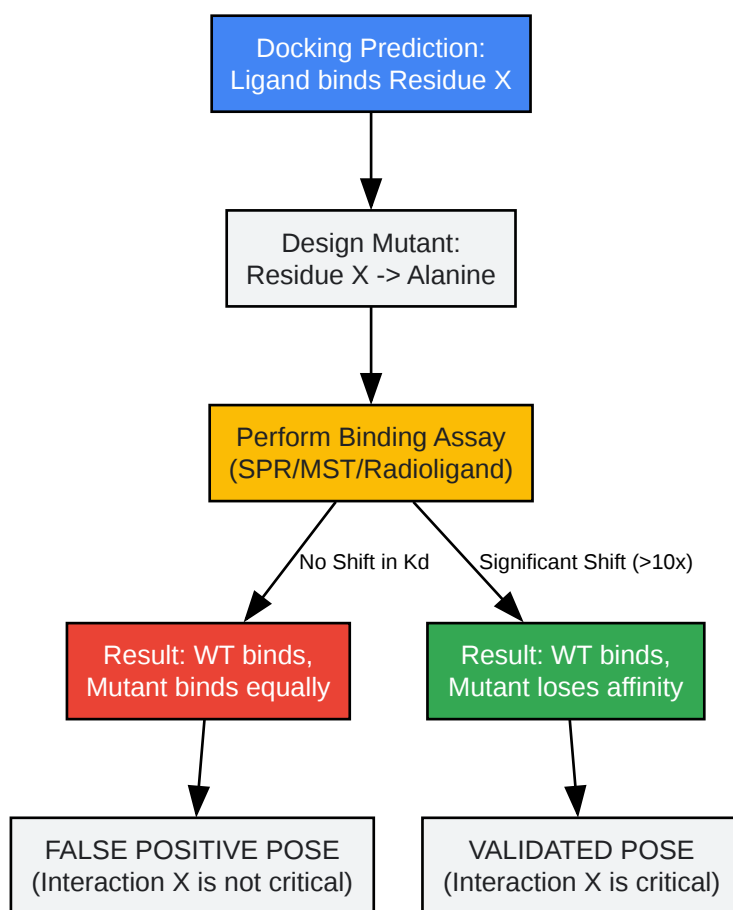 Docking Prediction:
Ligand binds Residue X
Design Mutant:
Residue X -> Alanine
Perform Binding Assay
(SPR/MST/Radioligand)
No Shift in Kd
Significant Shift (>10x)
Result: WT binds,
Mutant binds equally
Result: WT binds,
Mutant loses affinity
FALSE POSITIVE POSE
(Interaction X is not critical)
VALIDATED POSE
(Interaction X is critical)